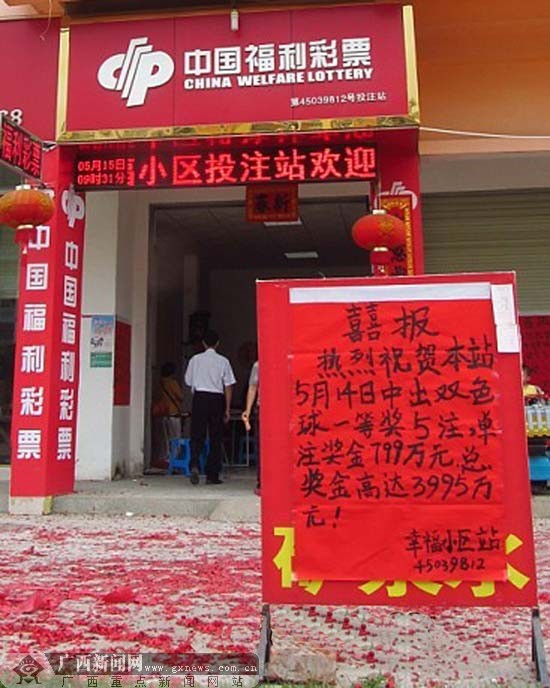 中国福利彩票
CHINA WELFARE LOTTERY
第45039812号投注站
福利彩票
05月15日
09时31分
小区投注站欢迎
新春
中国福利彩票
中国福利彩票
喜报
热烈祝贺本站
5月14日中出双色
球一等奖5注,单
注奖金799万元,总
奖金高达3995万
元!
幸福小区站
45039812
广西新闻网
www.gxnews.com.cn
广西重点新闻网站